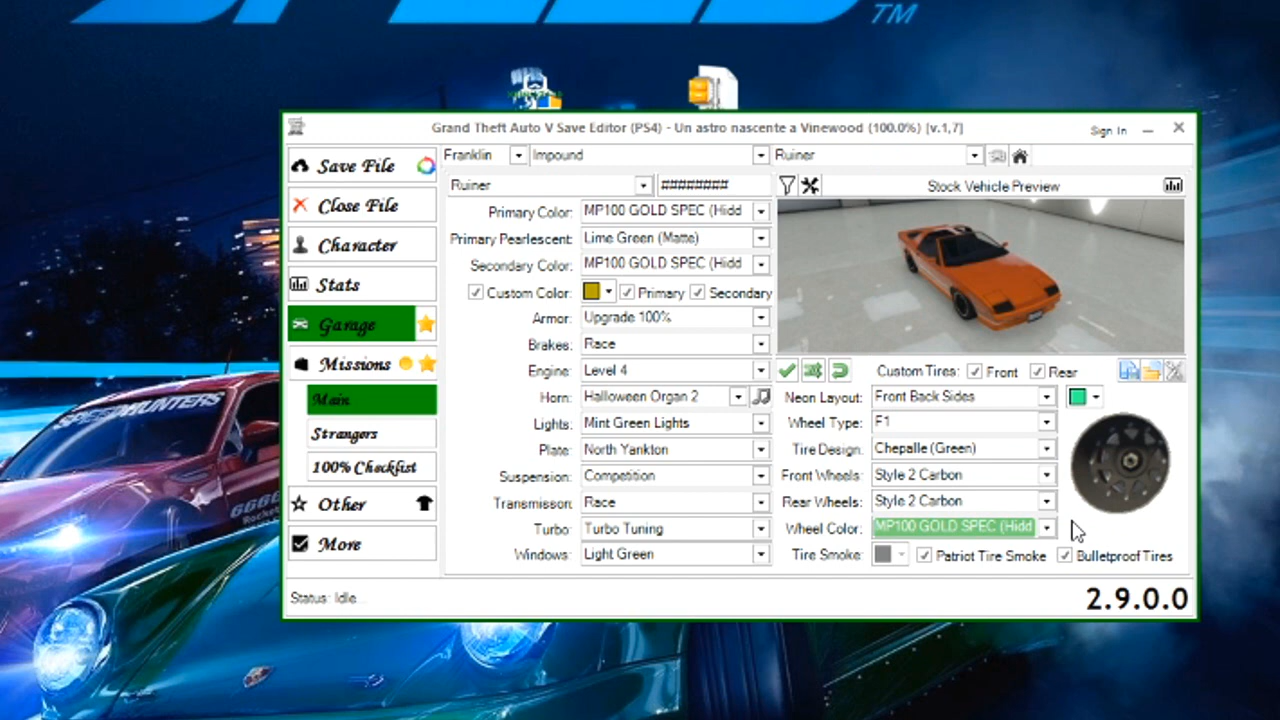 TM
Grand Theft Auto V Save Editor (PS4) - Un astro nascente a Vinewood (100.0%) [v.1,7]
Sign In
Save File
Close File
Character
Stats
Garage
Missions
Main
Strangers
100% Checklist
Other
More
Franklin
Impound
Ruiner
Ruiner
########
Stock Vehicle Preview
Primary Color: MP100 GOLD SPEC (Hidd
Primary Pearlescent: Lime Green (Matte)
Secondary Color: MP100 GOLD SPEC (Hidd
Custom Color: Primary Secondary
Armor: Upgrade 100%
Brakes: Race
Engine: Level 4
Horn: Halloween Organ 2
Lights: Mint Green Lights
Plate: North Yankton
Suspension: Competition
Transmisson: Race
Turbo: Turbo Tuning
Windows: Light Green
Custom Tires: Front Rear
Neon Layout: Front Back Sides
Wheel Type: F1
Tire Design: Chepalle (Green)
Front Wheels: Style 2 Carbon
Rear Wheels: Style 2 Carbon
Wheel Color: MP100 GOLD SPEC (Hidd
Tire Smoke: Patriot Tire Smoke Bulletproof Tires
Status: Idle...
2.9.0.0
SPEEDHUNTERS
6666
Rocket